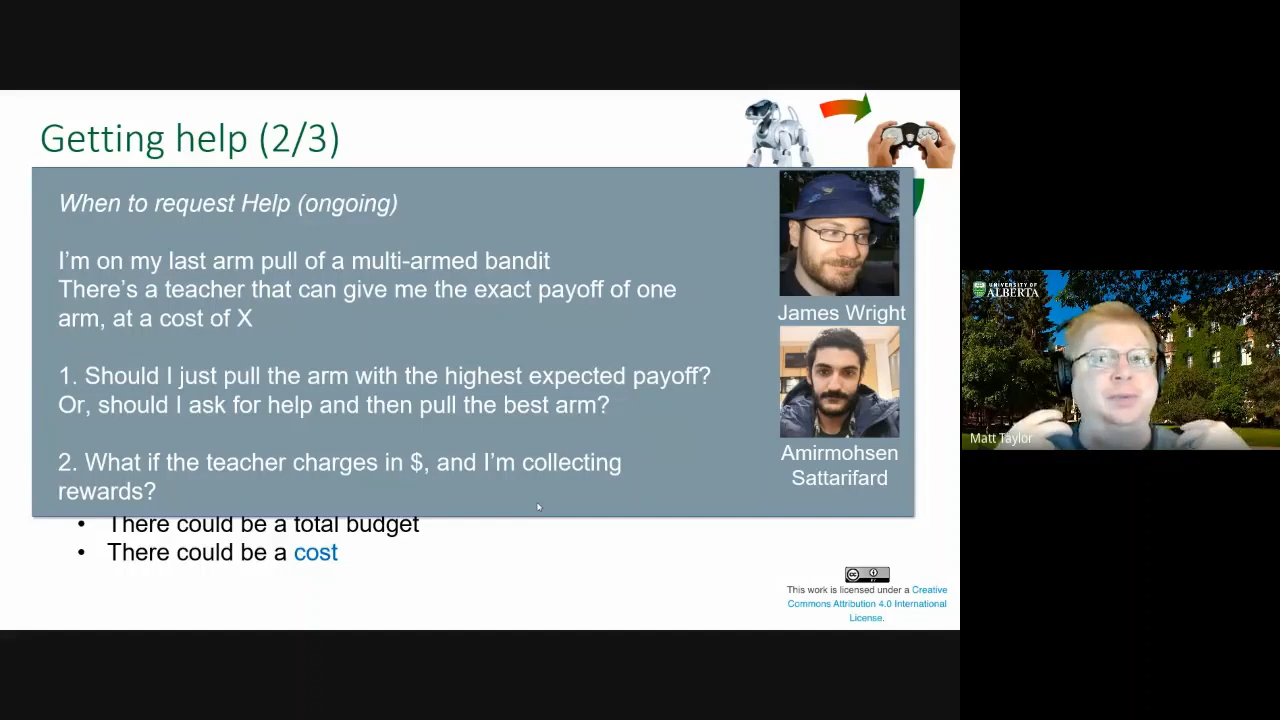 Getting help (2/3)
When to request Help (ongoing)
I'm on my last arm pull of a multi-armed bandit
There's a teacher that can give me the exact payoff of one
arm, at a cost of X
1. Should I just pull the arm with the highest expected payoff?
Or, should I ask for help and then pull the best arm?
2. What if the teacher charges in $, and I'm collecting
rewards?
James Wright
Amirmohsen
Sattarifard
• There could be a total budget
• There could be a cost
This work is licensed under a Creative
Commons Attribution 4.0 International
License.
UNIVERSITY OF
ALBERTA
Matt Taylor